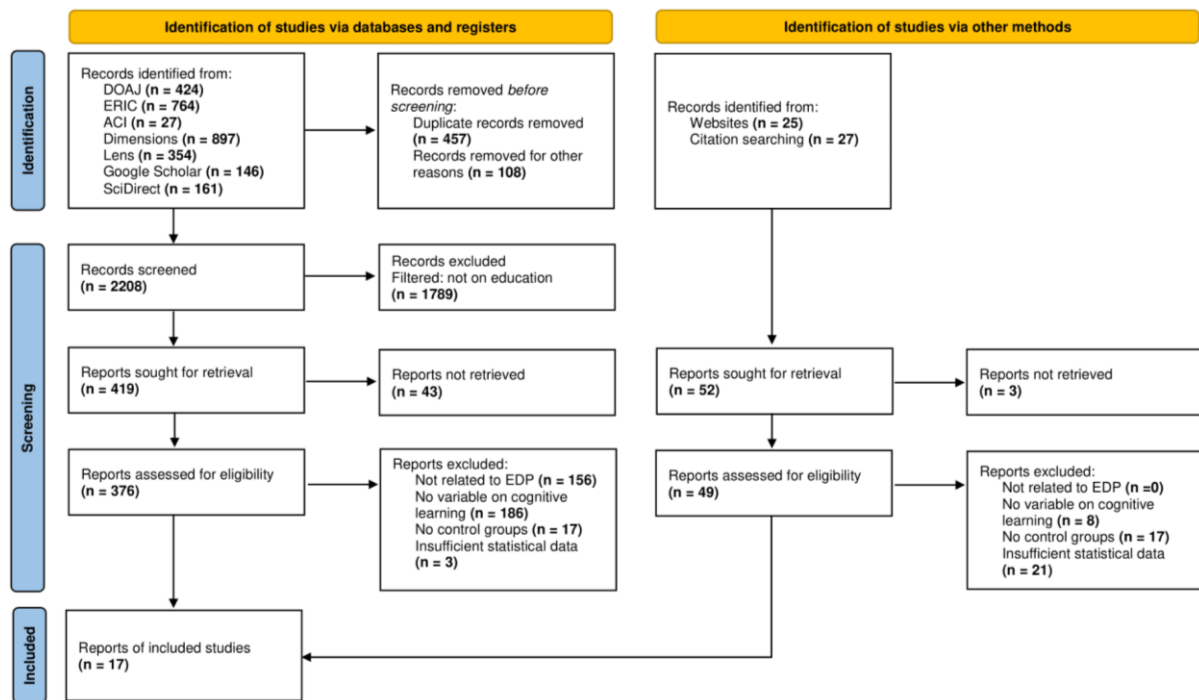 Identification of studies via databases and registers
Identification of studies via other methods
Identification
Records identified from:
DOAJ (n = 424)
ERIC (n = 764)
ACI (n = 27)
Dimensions (n = 897)
Lens (n = 354)
Google Scholar (n = 146)
SciDirect (n = 161)
Records removed before
screening:
Duplicate records removed
(n = 457)
Records removed for other
reasons (n = 108)
Records identified from:
Websites (n = 25)
Citation searching (n = 27)
Screening
Records screened
(n = 2208)
Records excluded
Filtered: not on education
(n = 1789)
Reports sought for retrieval
(n = 419)
Reports not retrieved
(n = 43)
Reports sought for retrieval
(n = 52)
Reports not retrieved
(n = 3)
Reports assessed for eligibility
(n = 376)
Reports excluded:
Not related to EDP (n = 156)
No variable on cognitive
learning (n = 186)
No control groups (n = 17)
Insufficient statistical data
(n = 3)
Reports assessed for eligibility
(n = 49)
Reports excluded:
Not related to EDP (n =0)
No variable on cognitive
learning (n = 8)
No control groups (n = 17)
Insufficient statistical data
(n = 21)
Included
Reports of included studies
(n = 17)